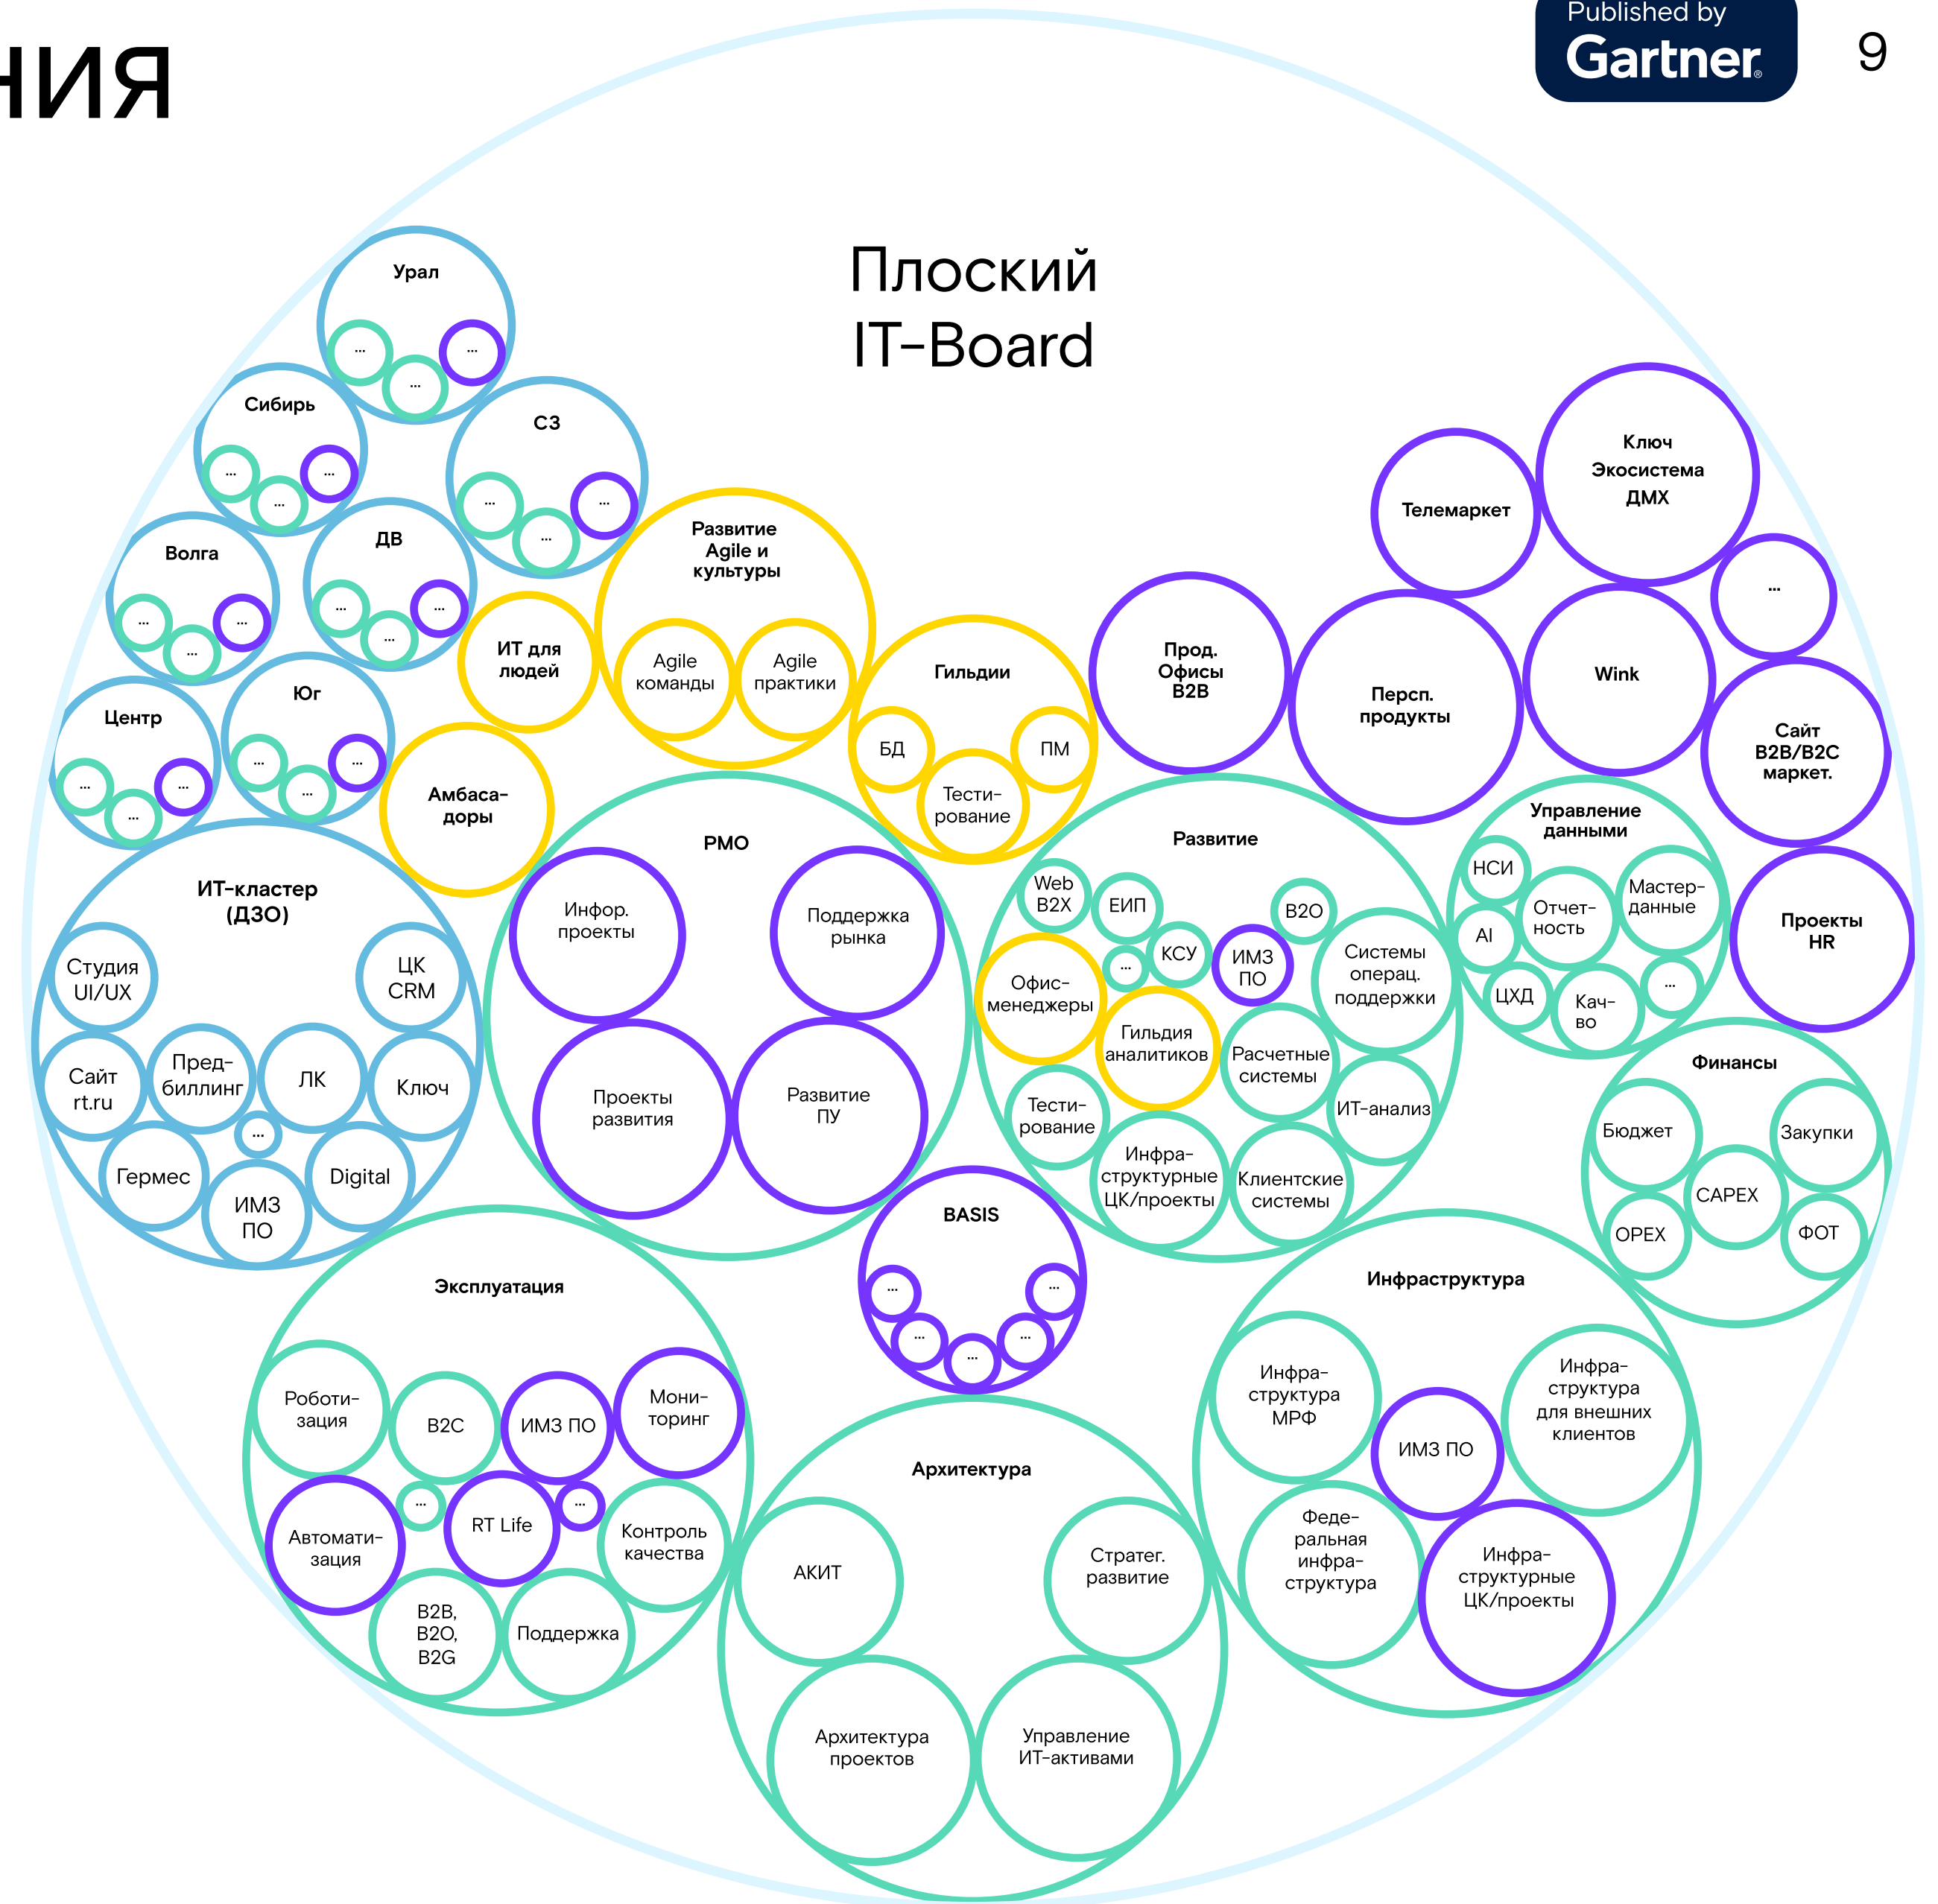 ния
Published by
Gartner®
9
Плоский
IT-Board
Урал
...
...
...
Сибирь
...
...
...
СЗ
...
...
...
Волга
...
...
...
ДВ
...
...
...
Центр
...
...
...
Юг
...
...
...
ИТ для
людей
Амбаса-
доры
Развитие
Agile и
культуры
Agile
команды
Agile
практики
Гильдии
БД
ПМ
Тести-
рование
Прод.
Офисы
B2B
Телемаркет
Ключ
Экосистема
ДМХ
...
Персп.
продукты
Wink
Сайт
B2B/B2C
маркет.
Проекты
HR
ИТ-кластер
(ДЗО)
Студия
UI/UX
ЦК
CRM
Сайт
rt.ru
Пред-
биллинг
ЛК
Ключ
...
Гермес
ИМЗ
ПО
Digital
РМО
Инфор.
проекты
Поддержка
рынка
Проекты
развития
Развитие
ПУ
Развитие
Web
B2X
ЕИП
КСУ
...
ИМЗ
ПО
B2O
Системы
операц.
поддержки
Офис-
менеджеры
Гильдия
аналитиков
Расчетные
системы
ИТ-анализ
Тести-
рование
Инфра-
структурные
ЦК/проекты
Клиентские
системы
Управление
данными
НСИ
Отчет-
ность
Мастер-
данные
AI
ЦХД
Кач-
во
...
Финансы
Бюджет
Закупки
CAPEX
OPEX
ФОТ
BASIS
...
...
...
...
...
Эксплуатация
Роботи-
зация
B2C
ИМЗ ПО
Мони-
торинг
Автомати-
зация
...
RT Life
...
Контроль
качества
B2B,
B2O,
B2G
Поддержка
Архитектура
АКИТ
Стратег.
развитие
Архитектура
проектов
Управление
ИТ-активами
Инфраструктура
Инфра-
структура
МРФ
ИМЗ ПО
Инфра-
структура
для внешних
клиентов
Феде-
ральная
инфра-
структура
Инфра-
структурные
ЦК/проекты